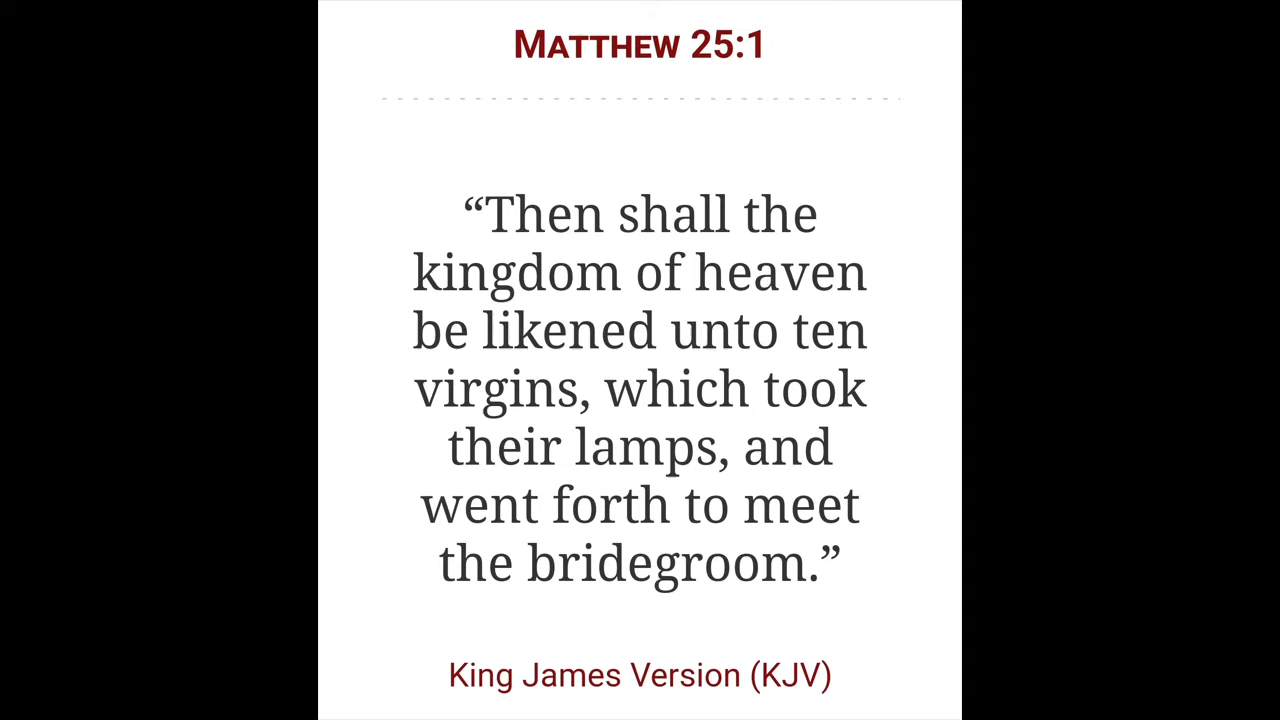 Matthew 25:1
“Then shall the
kingdom of heaven
be likened unto ten
virgins, which took
their lamps, and
went forth to meet
the bridegroom.”
King James Version (KJV)